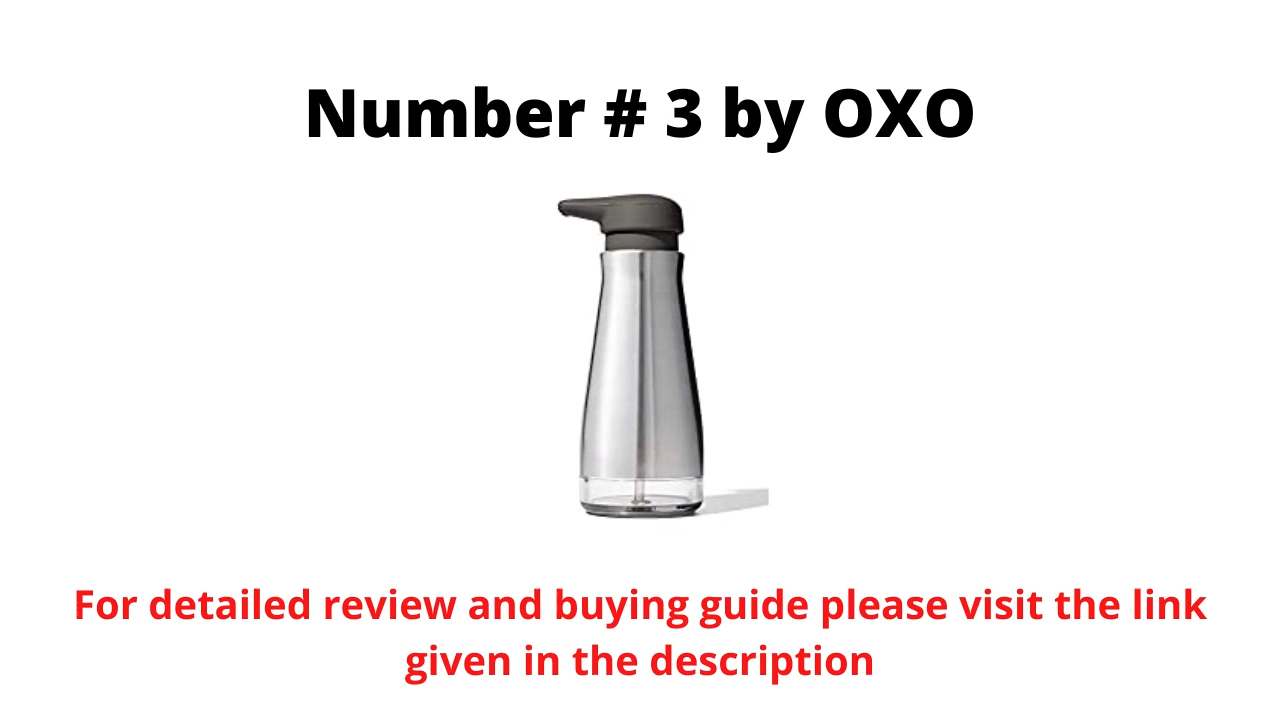 Number # 3 by OXO
For detailed review and buying guide please visit the link
given in the description